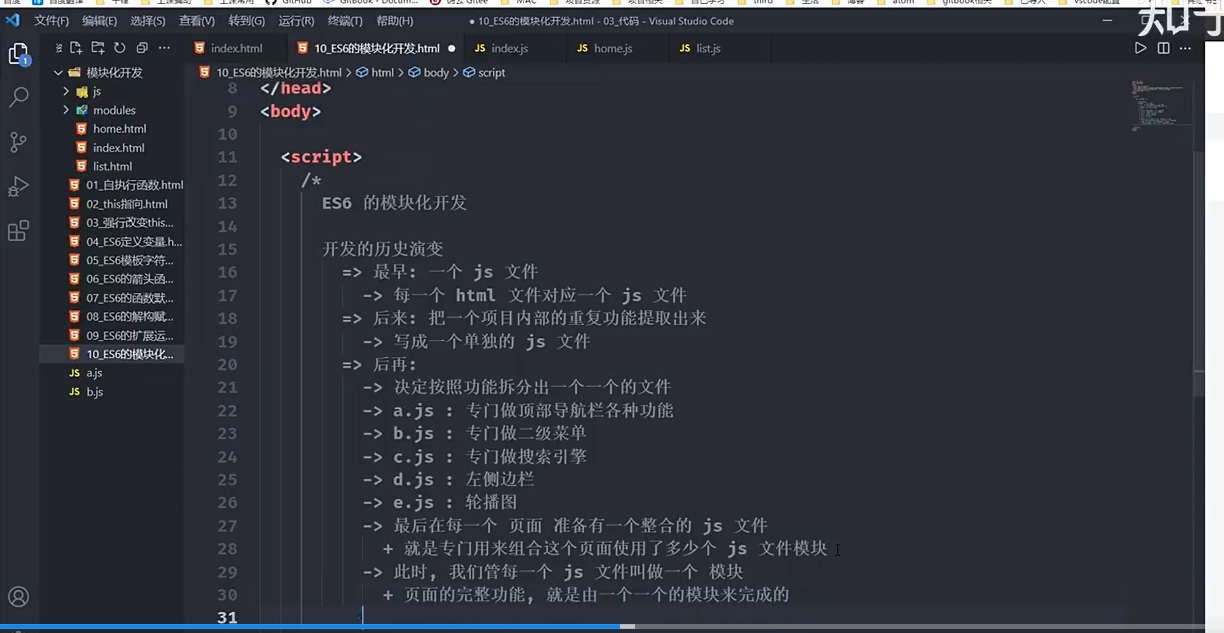 GitHub
MAC
third
atom
文件(F) 编辑(E) 选择(S) 查看(V) 转到(G) 运行(R) 终端(T) 帮助(H) ● 10_ES6的模块化开发.html - 03_代码 - Visual Studio Code
知乎
index.html 10_ES6的模块化开发.html ● JS index.js JS home.js JS list.js
10_ES6的模块化开发.html > html > body > script
1
模块化开发
js
modules
home.html
index.html
list.html
01_自执行函数.html
02_this指向.html
03_强行改变this...
04_ES6定义变量.h...
05_ES6模板字符...
06_ES6的箭头函...
07_ES6的函数默...
08_ES6的解构赋...
09_ES6的扩展运...
10_ES6的模块化...
JS a.js
JS b.js
8 </head>
9 <body>
10
11 <script>
12 /*
13 ES6 的模块化开发
14
15 开发的历史演变
16 => 最早: 一个 js 文件
17 -> 每一个 html 文件对应一个 js 文件
18 => 后来: 把一个项目内部的重复功能提取出来
19 -> 写成一个单独的 js 文件
20 => 后再:
21 -> 决定按照功能拆分出一个一个的文件
22 -> a.js : 专门做顶部导航栏各种功能
23 -> b.js : 专门做二级菜单
24 -> c.js : 专门做搜索引擎
25 -> d.js : 左侧边栏
26 -> e.js : 轮播图
27 -> 最后在每一个 页面 准备有一个整合的 js 文件
28 + 就是专门用来组合这个页面使用了多少个 js 文件模块
29 -> 此时, 我们管每一个 js 文件叫做一个 模块
30 + 页面的完整功能, 就是由一个一个的模块来完成的
31